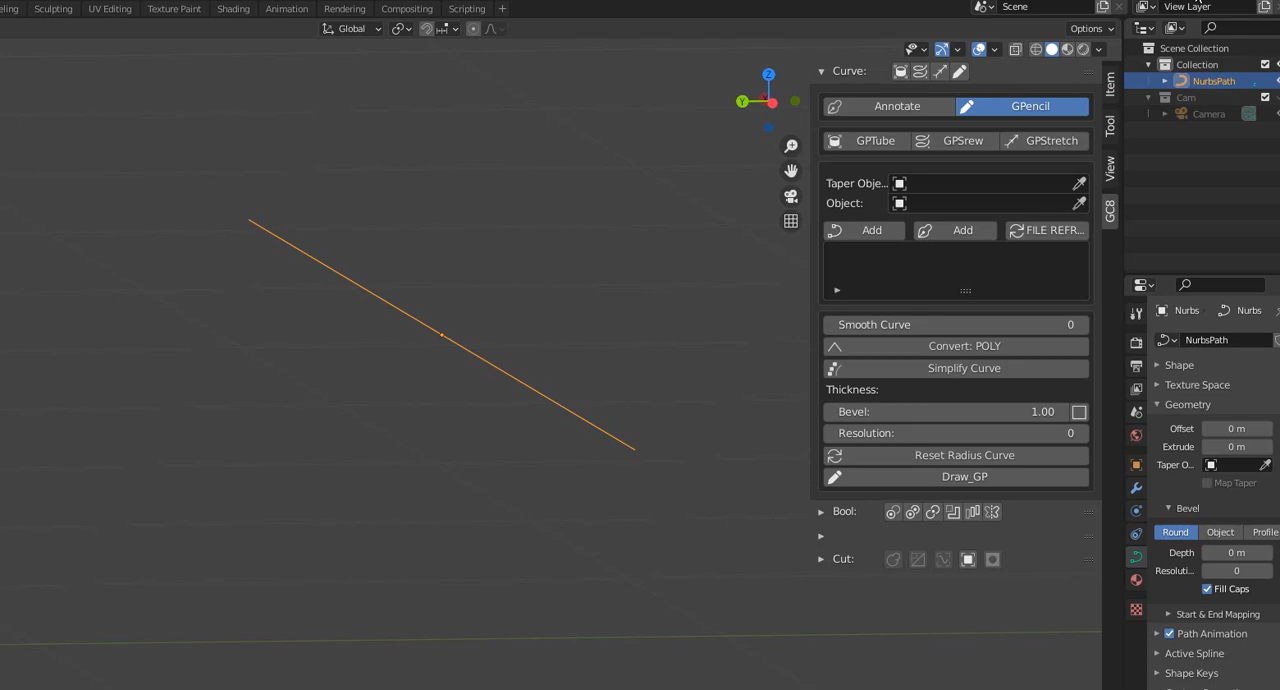 Sculpting UV Editing Texture Paint Shading Animation Rendering Compositing Scripting +
Scene
View Layer
Global
Options
Scene Collection
Collection
NurbsPath
Cam
Camera
Z
Y
Curve:
Annotate GPencil
GPTube GPSrew GPStretch
Taper Obje...
Object:
Add Add FILE REFR...
Smooth Curve 0
Convert: POLY
Simplify Curve
Thickness:
Bevel: 1.00
Resolution: 0
Reset Radius Curve
Draw_GP
Bool:
Cut:
Item
Tool
View
GC8
Nurbs Nurbs
NurbsPath
Shape
Texture Space
Geometry
Offset 0 m
Extrude 0 m
Taper O...
Map Taper
Bevel
Round Object Profile
Depth 0 m
Resoluti... 0
Fill Caps
Start & End Mapping
Path Animation
Active Spline
Shape Keys